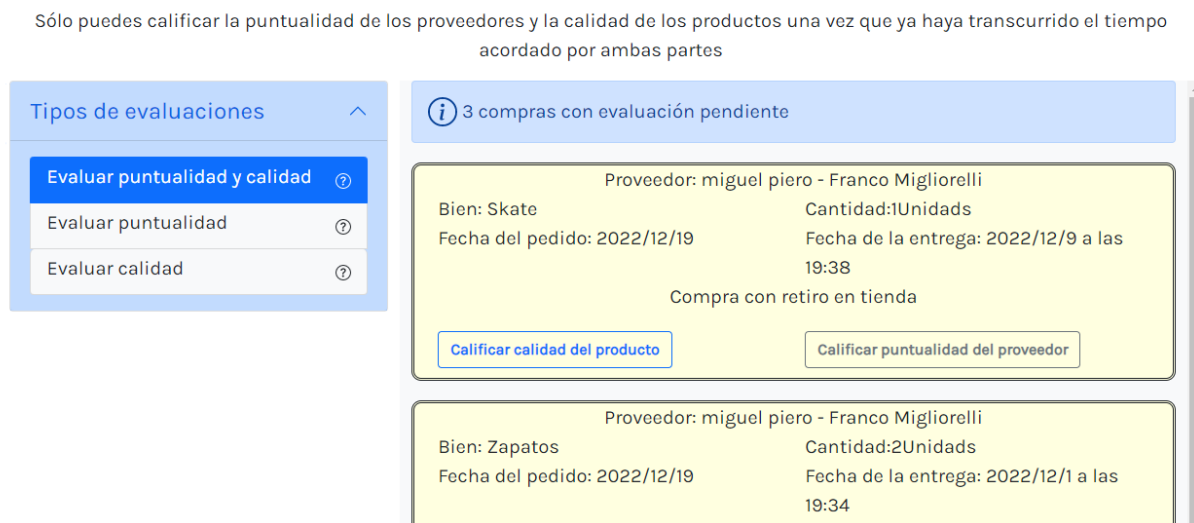 Sólo puedes calificar la puntualidad de los proveedores y la calidad de los productos una vez que ya haya transcurrido el tiempo
acordado por ambas partes
Tipos de evaluaciones
Evaluar puntualidad y calidad
Evaluar puntualidad
Evaluar calidad
3 compras con evaluación pendiente
Proveedor: miguel piero - Franco Migliorelli
Bien: Skate
Cantidad:1Unidads
Fecha del pedido: 2022/12/19
Fecha de la entrega: 2022/12/9 a las
19:38
Compra con retiro en tienda
Calificar calidad del producto
Calificar puntualidad del proveedor
Proveedor: miguel piero - Franco Migliorelli
Bien: Zapatos
Cantidad:2Unidads
Fecha del pedido: 2022/12/19
Fecha de la entrega: 2022/12/1 a las
19:34